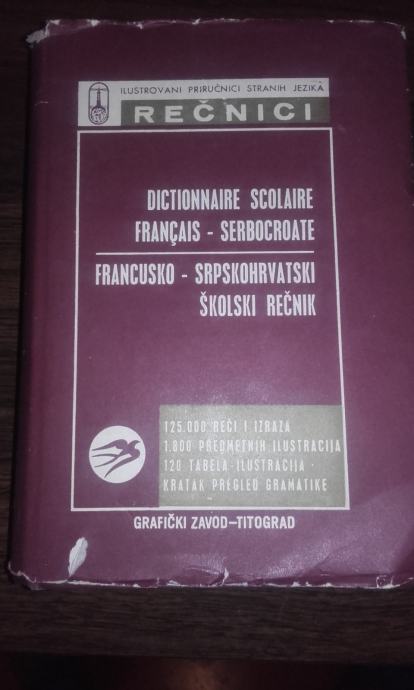 ILUSTROVANI PRIRUČNICI STRANIH JEZIKA
REČNICI
DICTIONNAIRE SCOLAIRE
FRANÇAIS - SERBOCROATE
FRANCUSKO - SRPSKOHRVATSKI
ŠKOLSKI REČNIK
125.000 REČI I IZRAZA
1.800 PREDMETNIH ILUSTRACIJA
120 TABELA-ILUSTRACIJA ·
KRATAK PREGLED GRAMATIKE
GRAFIČKI ZAVOD-TITOGRAD